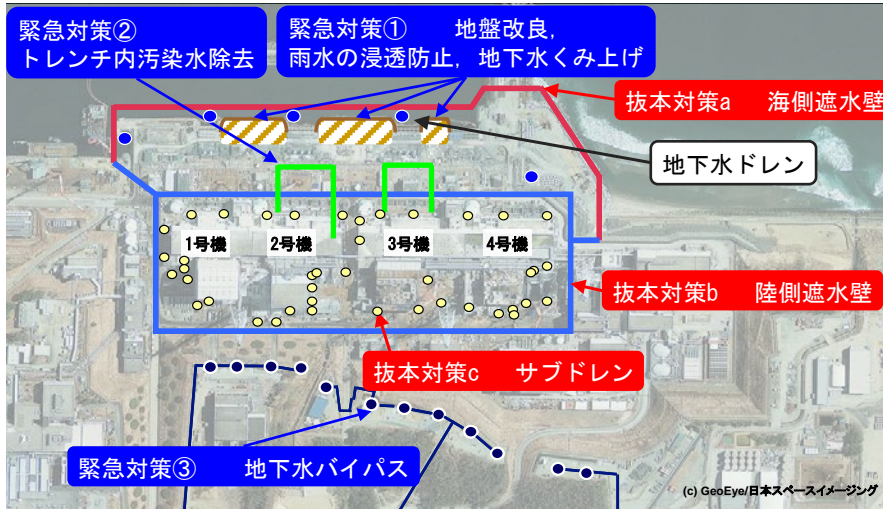 緊急対策②
トレンチ内汚染水除去
緊急対策①　　地盤改良,
雨水の浸透防止, 地下水くみ上げ
抜本対策a　　海側遮水壁
地下水ドレン
1号機
2号機
3号機
4号機
抜本対策b　　陸側遮水壁
抜本対策c　　サブドレン
緊急対策③　　地下水バイパス
(c) GeoEye/日本スペースイメージング